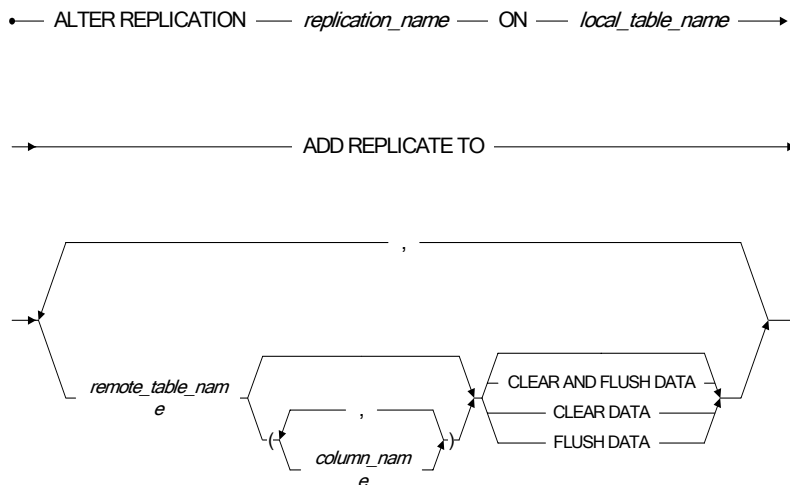 ALTER REPLICATION replication_name ON local_table_name
ADD REPLICATE TO
,
remote_table_nam
e
CLEAR AND FLUSH DATA
CLEAR DATA
FLUSH DATA
( , )
column_nam
e